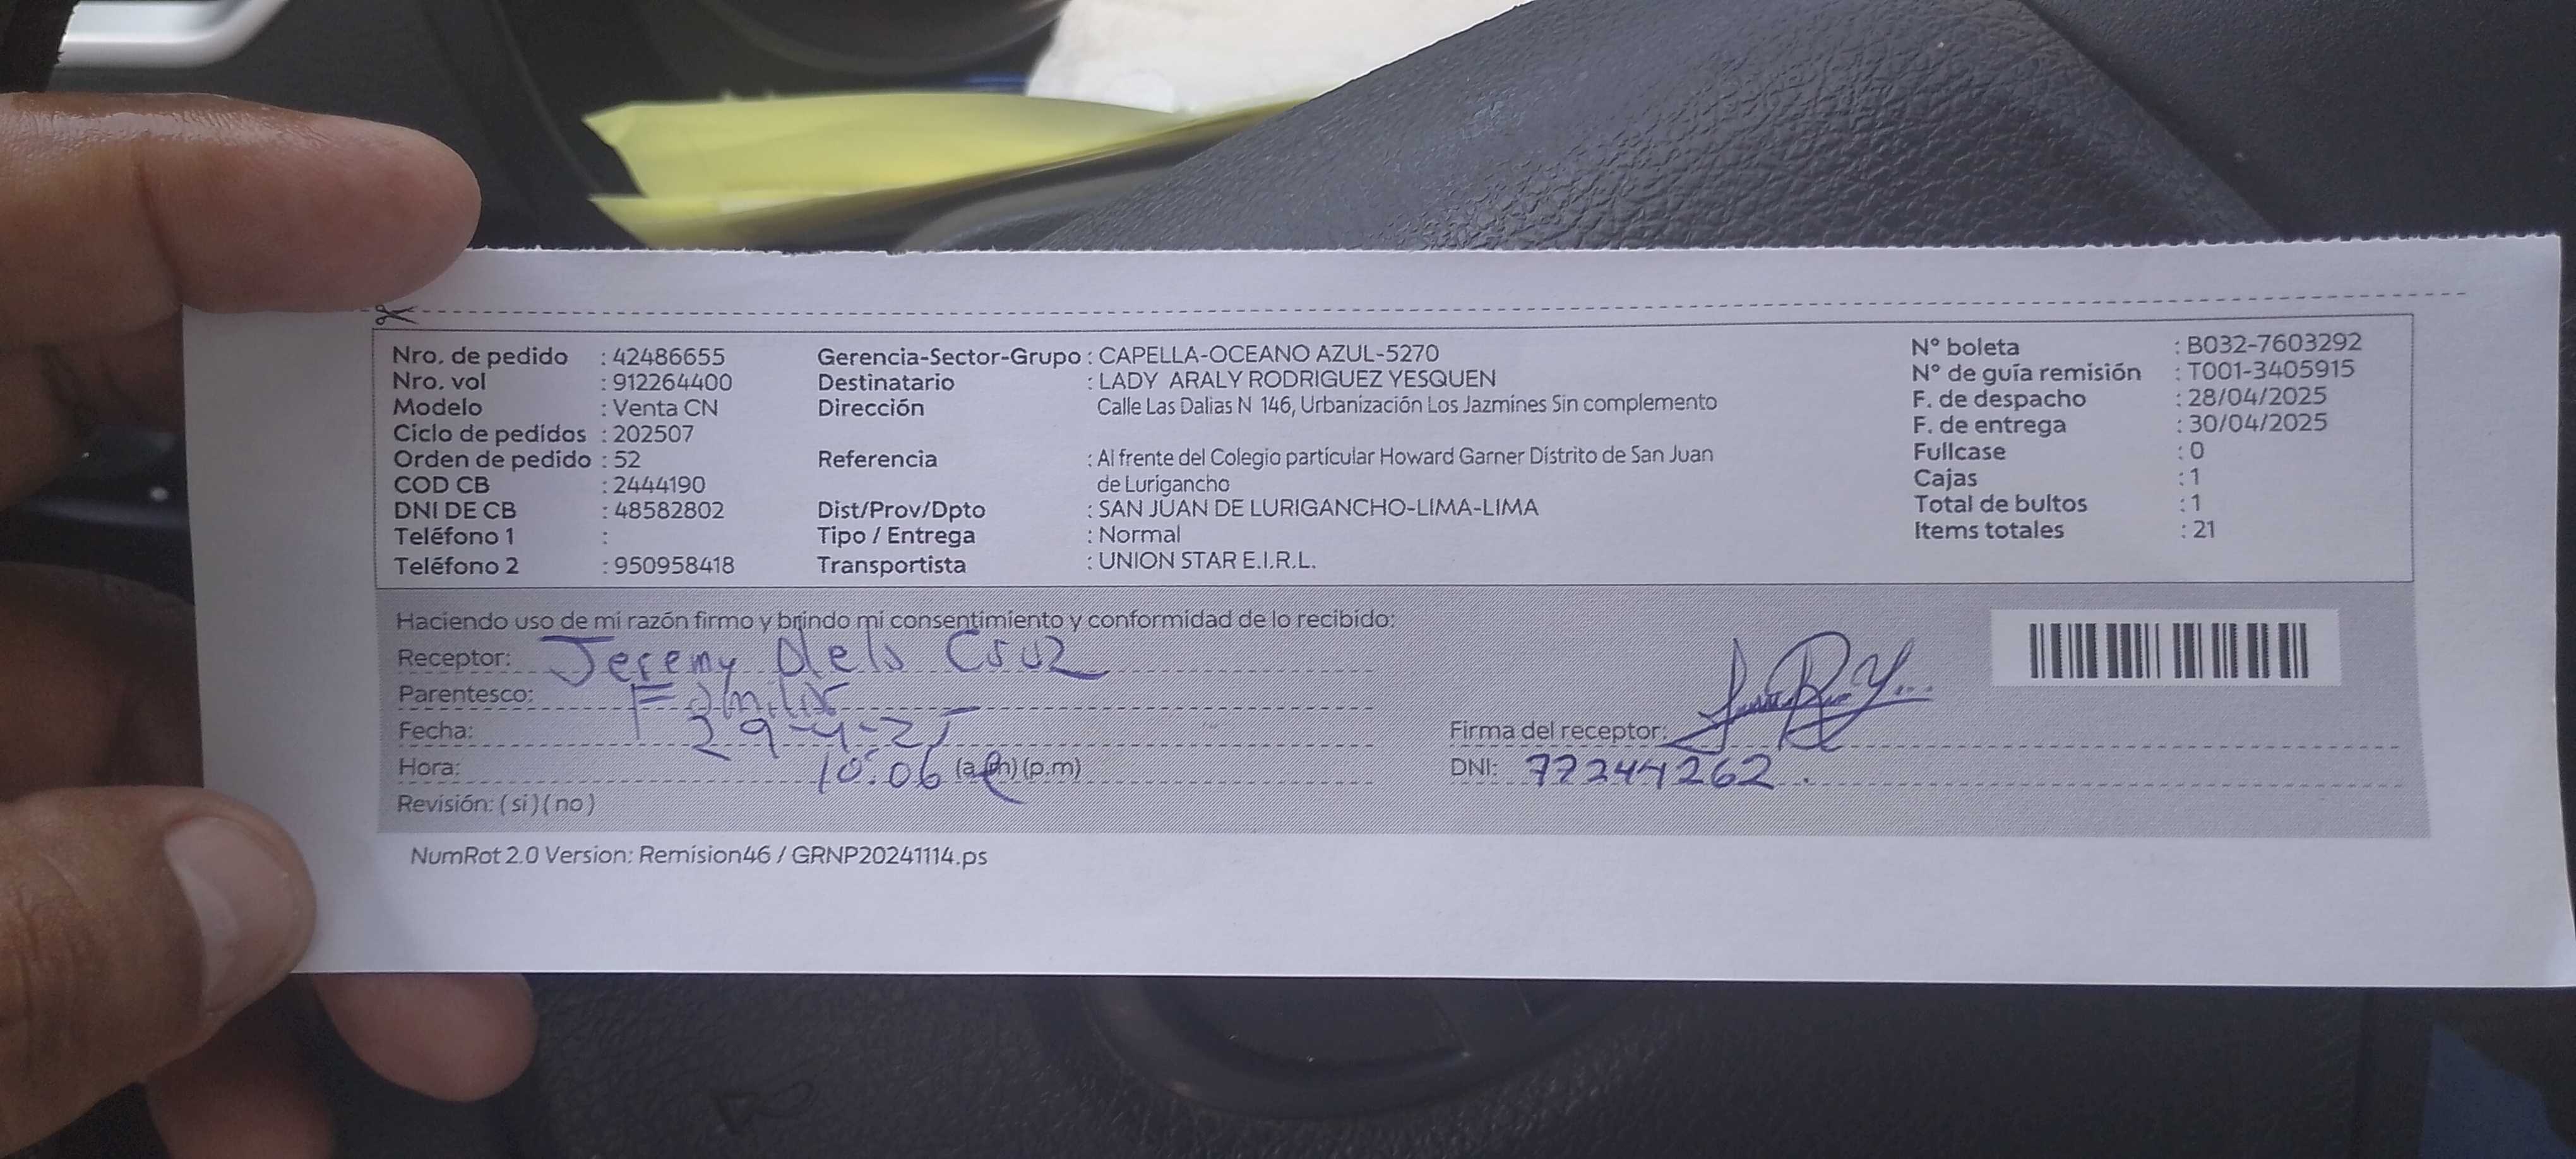 Nro. de pedido : 42486655
Nro. vol : 912264400
Modelo : Venta CN
Ciclo de pedidos : 202507
Orden de pedido : 52
COD CB : 2444190
DNI DE CB : 48582802
Teléfono 1 :
Teléfono 2 : 950958418
Gerencia-Sector-Grupo : CAPELLA-OCEANO AZUL-5270
Destinatario : LADY ARALY RODRIGUEZ YESQUEN
Dirección Calle Las Dalias N 146, Urbanización Los Jazmines Sin complemento
Referencia : Al frente del Colegio particular Howard Garner Distrito de San Juan
de Lurigancho
Dist/Prov/Dpto : SAN JUAN DE LURIGANCHO-LIMA-LIMA
Tipo / Entrega : Normal
Transportista : UNION STAR E.I.R.L.
N° boleta : B032-7603292
N° de guía remisión : T001-3405915
F. de despacho : 28/04/2025
F. de entrega : 30/04/2025
Fullcase : 0
Cajas : 1
Total de bultos : 1
Items totales : 21
Haciendo uso de mi razón firmo y brindo mi consentimiento y conformidad de lo recibido:
Receptor: Jeremy Dela Cruz
Parentesco: Familiar
Fecha: 29-4-25
Hora: 10:06 (a.m) (p.m)
Revisión: ( si ) ( no )
Firma del receptor:
DNI: 77244262
NumRot 2.0 Version: Remision46 / GRNP20241114.ps